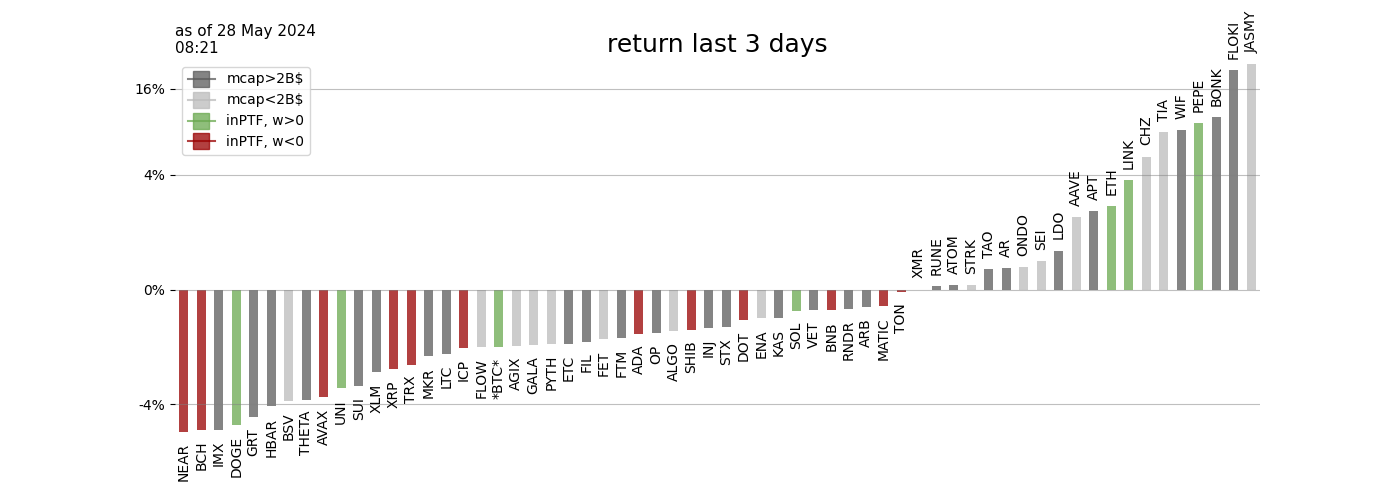 as of 28 May 2024
08:21
return last 3 days
mcap>2B$
mcap<2B$
inPTF, w>0
inPTF, w<0
16%
4%
0%
-4%
NEAR
BCH
IMX
DOGE
GRT
HBAR
BSV
THETA
AVAX
UNI
SUI
XLM
XRP
TRX
MKR
LTC
ICP
FLOW
*BTC*
AGIX
GALA
PYTH
ETC
FIL
FET
FTM
ADA
OP
ALGO
SHIB
INJ
STX
DOT
ENA
KAS
SOL
VET
BNB
RNDR
ARB
MATIC
TON
XMR
RUNE
ATOM
STRK
TAO
AR
ONDO
SEI
LDO
AAVE
APT
ETH
LINK
CHZ
TIA
WIF
PEPE
BONK
FLOKI
JASMY